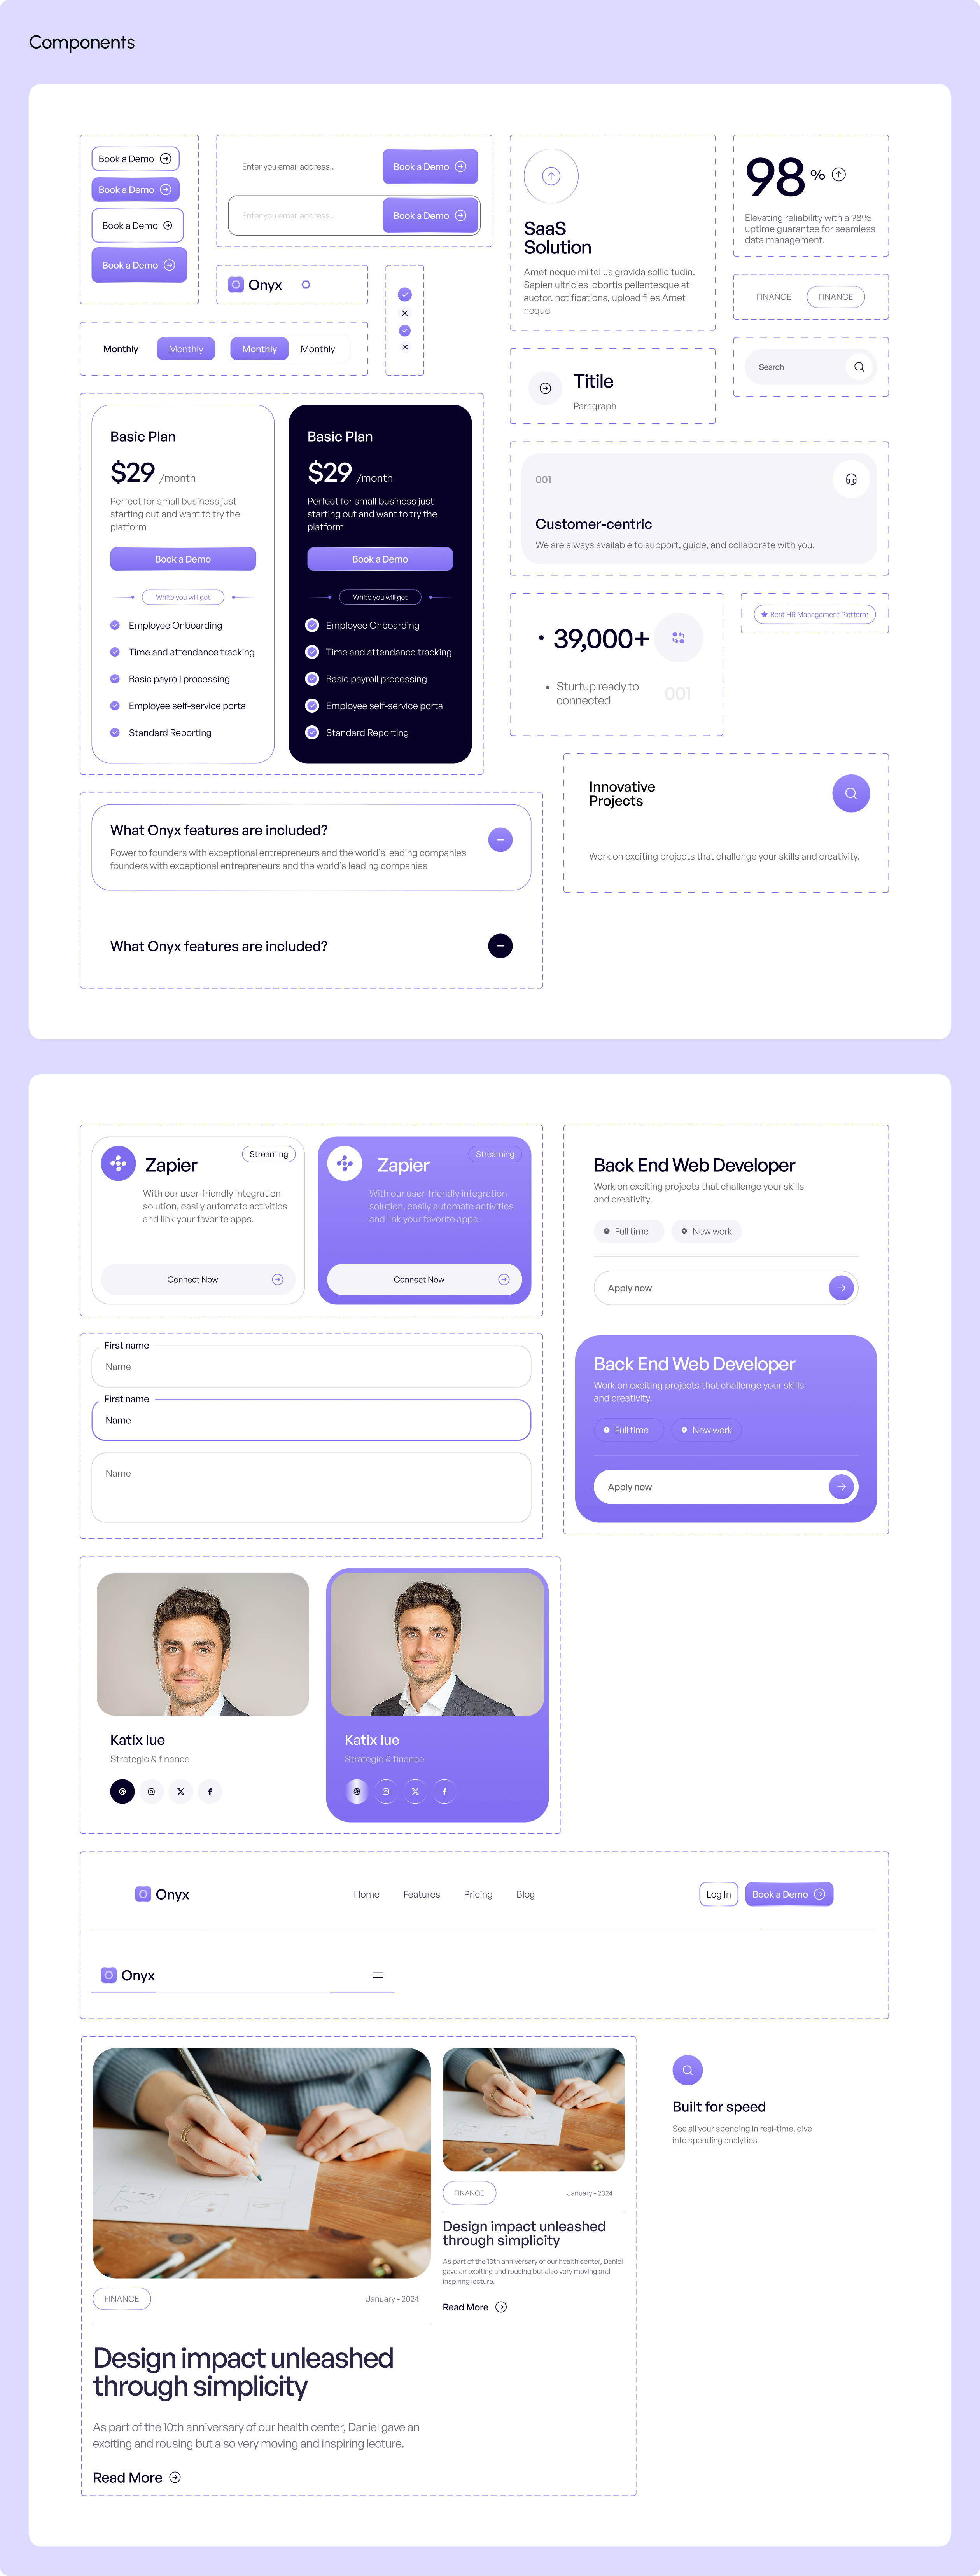 Components
Book a Demo
Book a Demo
Book a Demo
Book a Demo
Enter you email address..
Book a Demo
Enter you email address..
Book a Demo
Onyx
Monthly
Monthly
Monthly
Monthly
SaaS
Solution
Amet neque mi tellus gravida sollicitudin.
Sapien ultricies lobortis pellentesque at
auctor. notifications, upload files Amet
neque
98 %
Elevating reliability with a 98%
uptime guarantee for seamless
data management.
FINANCE
FINANCE
Titile
Paragraph
Search
Basic Plan
$29 /month
Perfect for small business just
starting out and want to try the
platform
Book a Demo
White you will get
Employee Onboarding
Time and attendance tracking
Basic payroll processing
Employee self-service portal
Standard Reporting
Basic Plan
$29 /month
Perfect for small business just
starting out and want to try the
platform
Book a Demo
White you will get
Employee Onboarding
Time and attendance tracking
Basic payroll processing
Employee self-service portal
Standard Reporting
001
Customer-centric
We are always available to support, guide, and collaborate with you.
• 39,000+
• Sturtup ready to
connected
001
Best HR Management Platform
Innovative
Projects
Work on exciting projects that challenge your skills and creativity.
What Onyx features are included?
Power to founders with exceptional entrepreneurs and the world's leading companies
founders with exceptional entrepreneurs and the world's leading companies
What Onyx features are included?
Zapier
Streaming
With our user-friendly integration
solution, easily automate activities
and link your favorite apps.
Connect Now
Zapier
Streaming
With our user-friendly integration
solution, easily automate activities
and link your favorite apps.
Connect Now
Back End Web Developer
Work on exciting projects that challenge your skills
and creativity.
Full time
New work
Apply now
Back End Web Developer
Work on exciting projects that challenge your skills
and creativity.
Full time
New work
Apply now
First name
Name
First name
Name
Name
Katix lue
Strategic & finance
Katix lue
Strategic & finance
Onyx
Home
Features
Pricing
Blog
Log In
Book a Demo
Onyx
FINANCE
January - 2024
Design impact unleashed
through simplicity
As part of the 10th anniversary of our health center, Daniel gave an
exciting and rousing but also very moving and inspiring lecture.
Read More
FINANCE
January - 2024
Design impact unleashed
through simplicity
As part of the 10th anniversary of our health center, Daniel
gave an exciting and rousing but also very moving and
inspiring lecture.
Read More
Built for speed
See all your spending in real-time, dive
into spending analytics